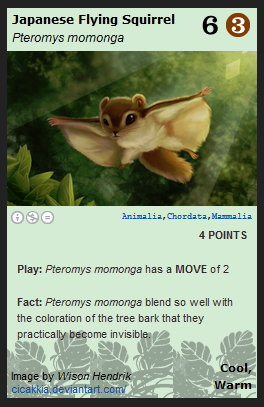 Japanese Flying Squirrel 6 3
Pteromys momonga
Animalia,Chordata,Mammalia
4 POINTS
Play: Pteromys momonga has a MOVE of 2
Fact: Pteromys momonga blend so well
with the coloration of the tree bark that they
practically become invisible.
Image by Wison Hendrik
cicakkia.deviantart.com/
Cool,
Warm